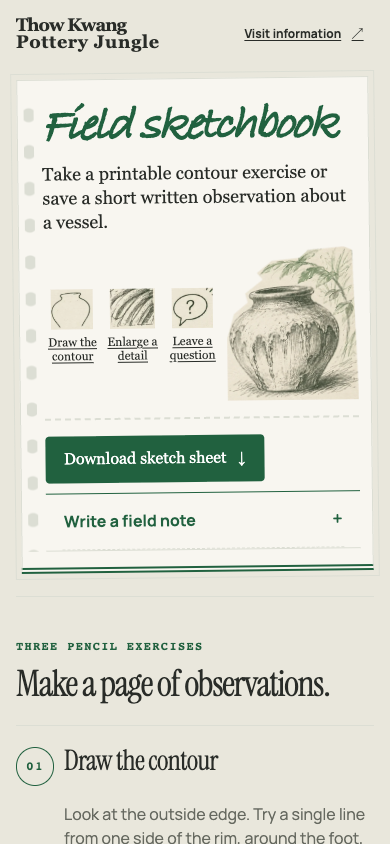 Thow Kwang
Pottery Jungle
Visit information ↗
Field sketchbook
Take a printable contour exercise or
save a short written observation about
a vessel.
?
Draw the
contour
Enlarge a
detail
Leave a
question
Download sketch sheet ↓
Write a field note +
THREE PENCIL EXERCISES
Make a page of observations.
01
Draw the contour
Look at the outside edge. Try a single line
from one side of the rim, around the foot,